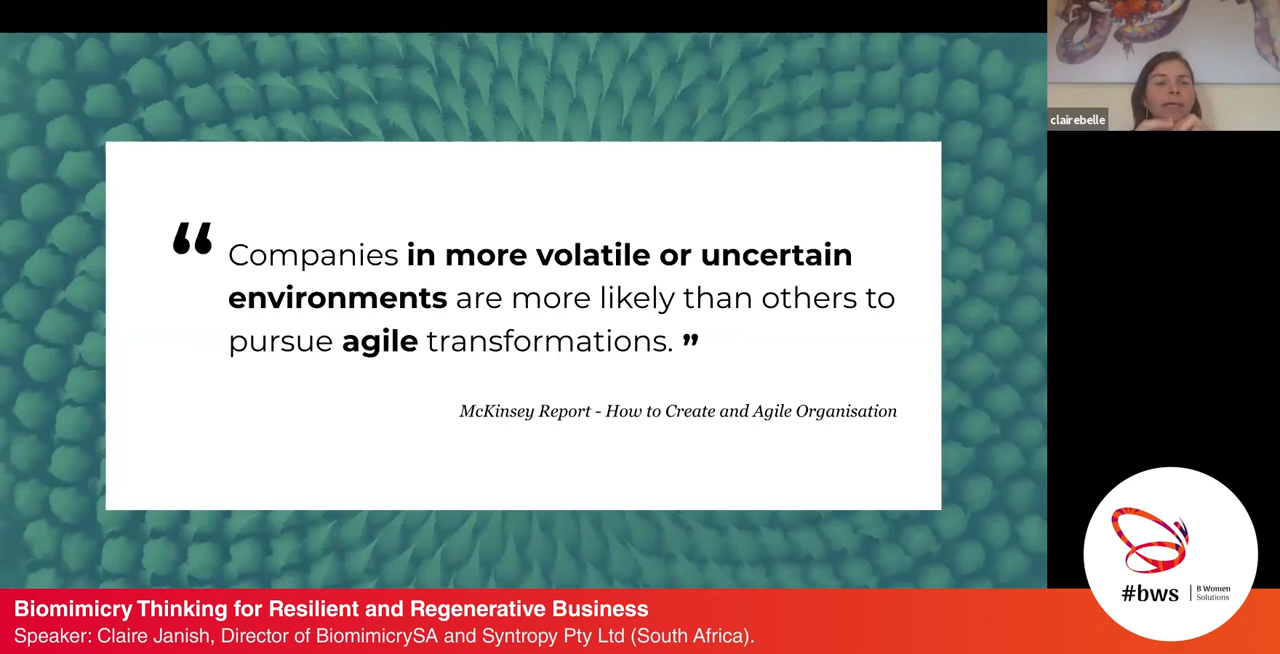 “ Companies in more volatile or uncertain
environments are more likely than others to
pursue agile transformations. ”
McKinsey Report - How to Create and Agile Organisation
clairebelle
#bws | B Women
Solutions
Biomimicry Thinking for Resilient and Regenerative Business
Speaker: Claire Janish, Director of BiomimicrySA and Syntropy Pty Ltd (South Africa).